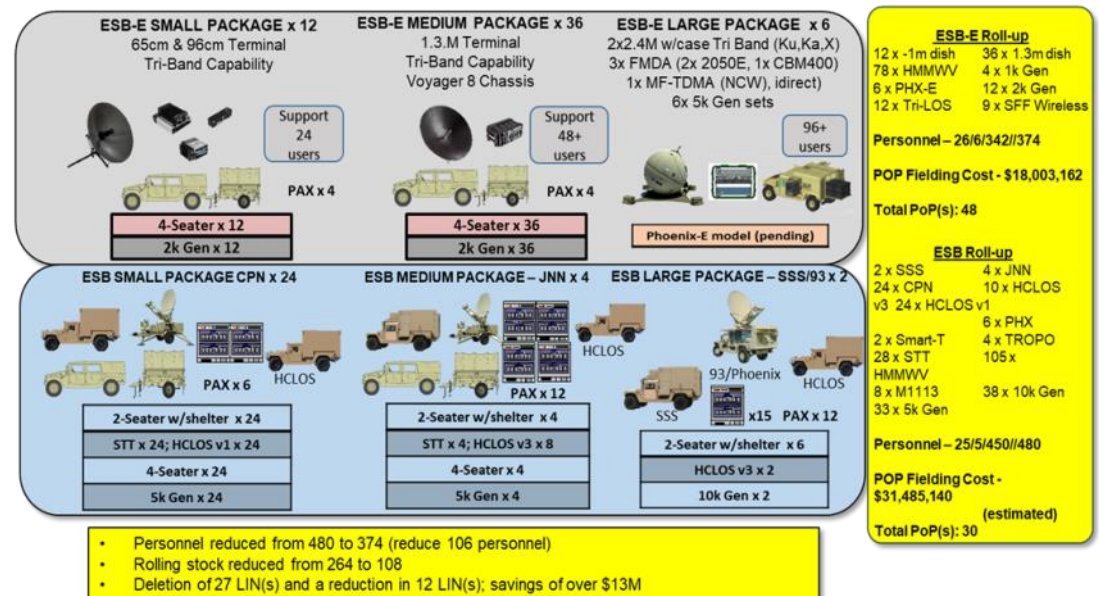 ESB-E SMALL PACKAGE x 12
65cm & 96cm Terminal
Tri-Band Capability
Support
24
users
PAX x 4
4-Seater x 12
2k Gen x 12
ESB-E MEDIUM PACKAGE x 36
1.3.M Terminal
Tri-Band Capability
Voyager 8 Chassis
Support
48+
users
PAX x 4
4-Seater x 36
2k Gen x 36
ESB-E LARGE PACKAGE x 6
2x2.4M w/case Tri Band (Ku,Ka,X)
3x FMDA (2x 2050E, 1x CBM400)
1x MF-TDMA (NCW), idirect)
6x 5k Gen sets
96+
users
Phoenix-E model (pending)
ESB SMALL PACKAGE CPN x 24
HCLOS
PAX x 6
2-Seater w/shelter x 24
STT x 24; HCLOS v1 x 24
4-Seater x 24
5k Gen x 24
ESB MEDIUM PACKAGE – JNN x 4
HCLOS
PAX x 12
2-Seater w/shelter x 4
STT x 4; HCLOS v3 x 8
4-Seater x 4
5k Gen x 4
ESB LARGE PACKAGE – SSS/93 x 2
93/Phoenix
HCLOS
SSS
x15 PAX x 12
2-Seater w/shelter x 6
HCLOS v3 x 2
10k Gen x 2
ESB-E Roll-up
12 x -1m dish 36 x 1.3m dish
78 x HMMWV 4 x 1k Gen
6 x PHX-E 12 x 2k Gen
12 x Tri-LOS 9 x SFF Wireless
Personnel – 26/6/342//374
POP Fielding Cost - $18,003,162
Total PoP(s): 48
ESB Roll-up
2 x SSS 4 x JNN
24 x CPN 10 x HCLOS
v3 24 x HCLOS v1
6 x PHX
2 x Smart-T 4 x TROPO
28 x STT 105 x
HMMWV
8 x M1113 38 x 10k Gen
33 x 5k Gen
Personnel – 25/5/450//480
POP Fielding Cost -
$31,485,140
(estimated)
Total PoP(s): 30
• Personnel reduced from 480 to 374 (reduce 106 personnel)
• Rolling stock reduced from 264 to 108
• Deletion of 27 LIN(s) and a reduction in 12 LIN(s); savings of over $13M